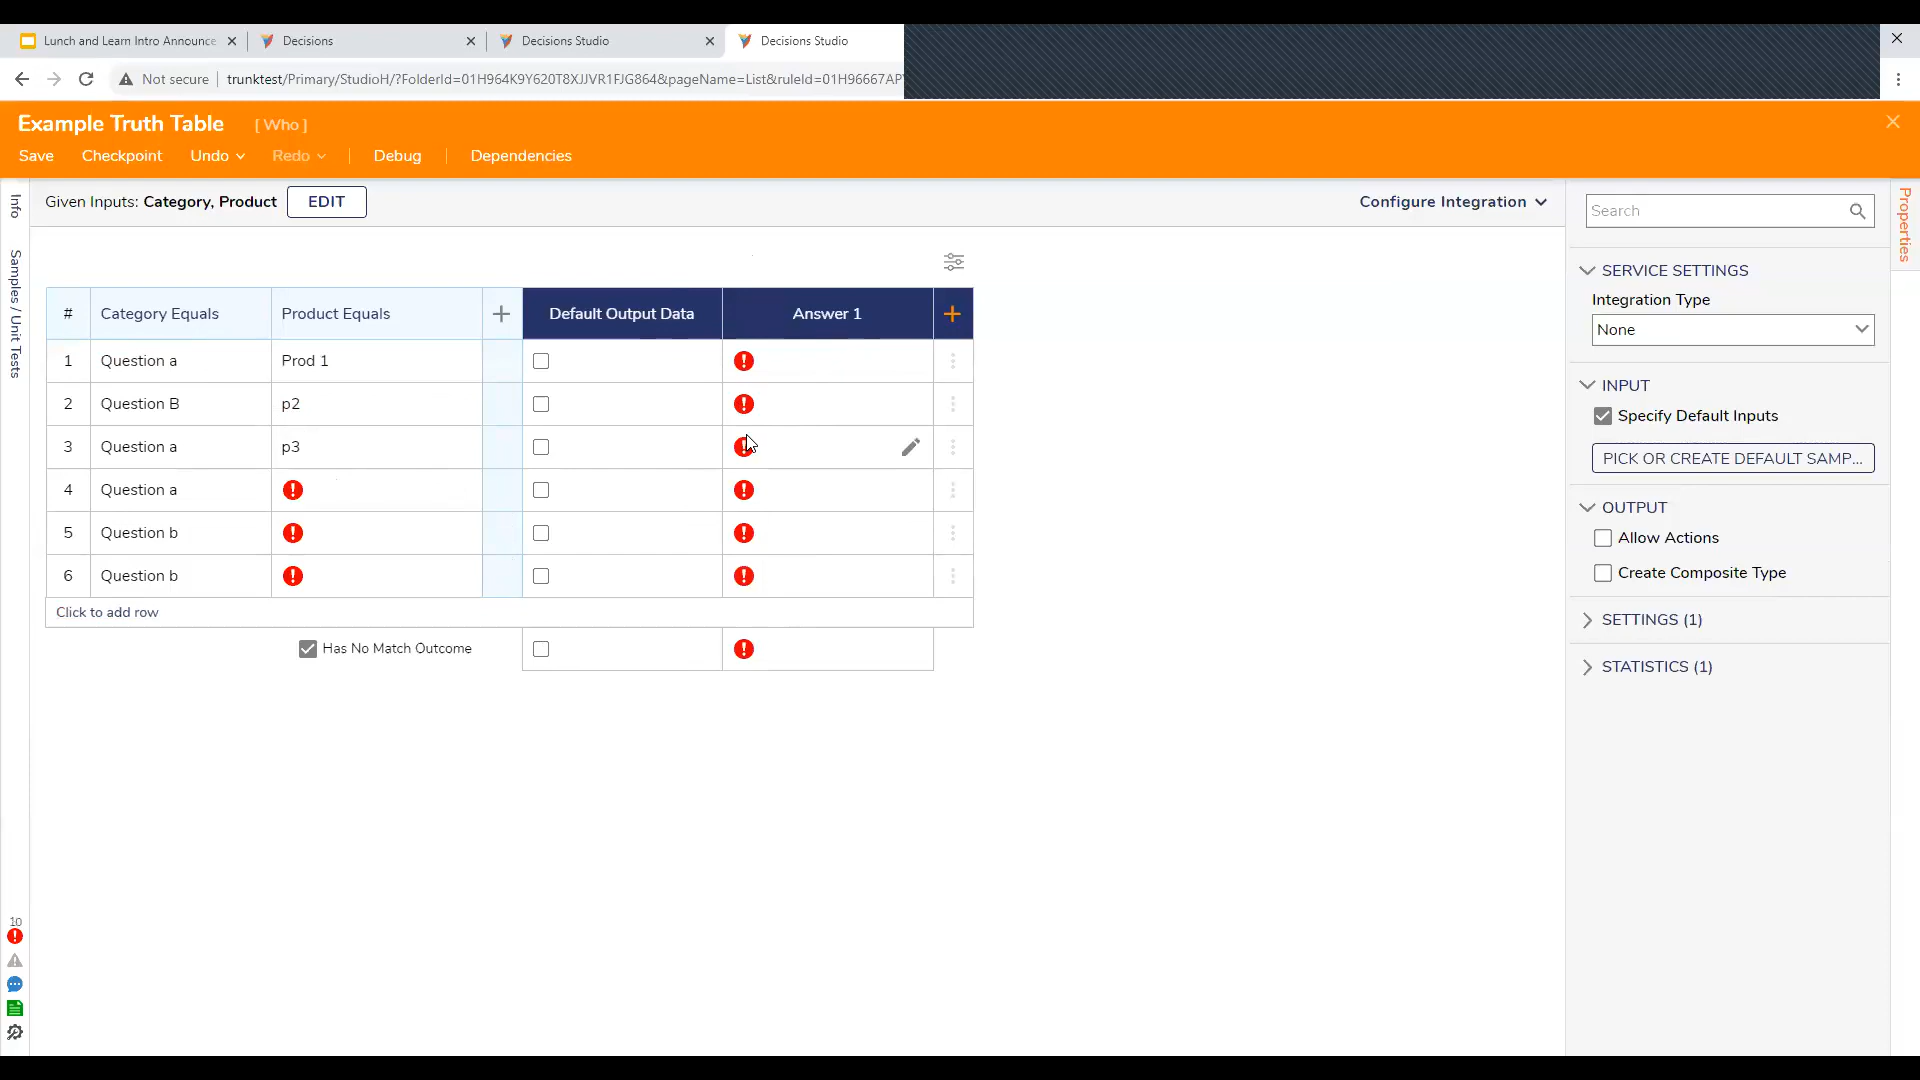 Lunch and Learn Intro Announce
Decisions
Decisions Studio
Decisions Studio
Not secure
trunktest/Primary/StudioH/?FolderId=01H964K9Y620T8XJJVR1FJG864&pageName=List&ruleId=01H96667AP
Example Truth Table [ Who ]
Save
Checkpoint
Undo
Redo
Debug
Dependencies
Info
Samples / Unit Tests
Given Inputs: Category, Product
EDIT
Configure Integration
# Category Equals Product Equals + Default Output Data Answer 1 +
1 Question a Prod 1
2 Question B p2
3 Question a p3
4 Question a
5 Question b
6 Question b
Click to add row
Has No Match Outcome
10
Search
Properties
SERVICE SETTINGS
Integration Type
None
INPUT
Specify Default Inputs
PICK OR CREATE DEFAULT SAMP...
OUTPUT
Allow Actions
Create Composite Type
SETTINGS (1)
STATISTICS (1)